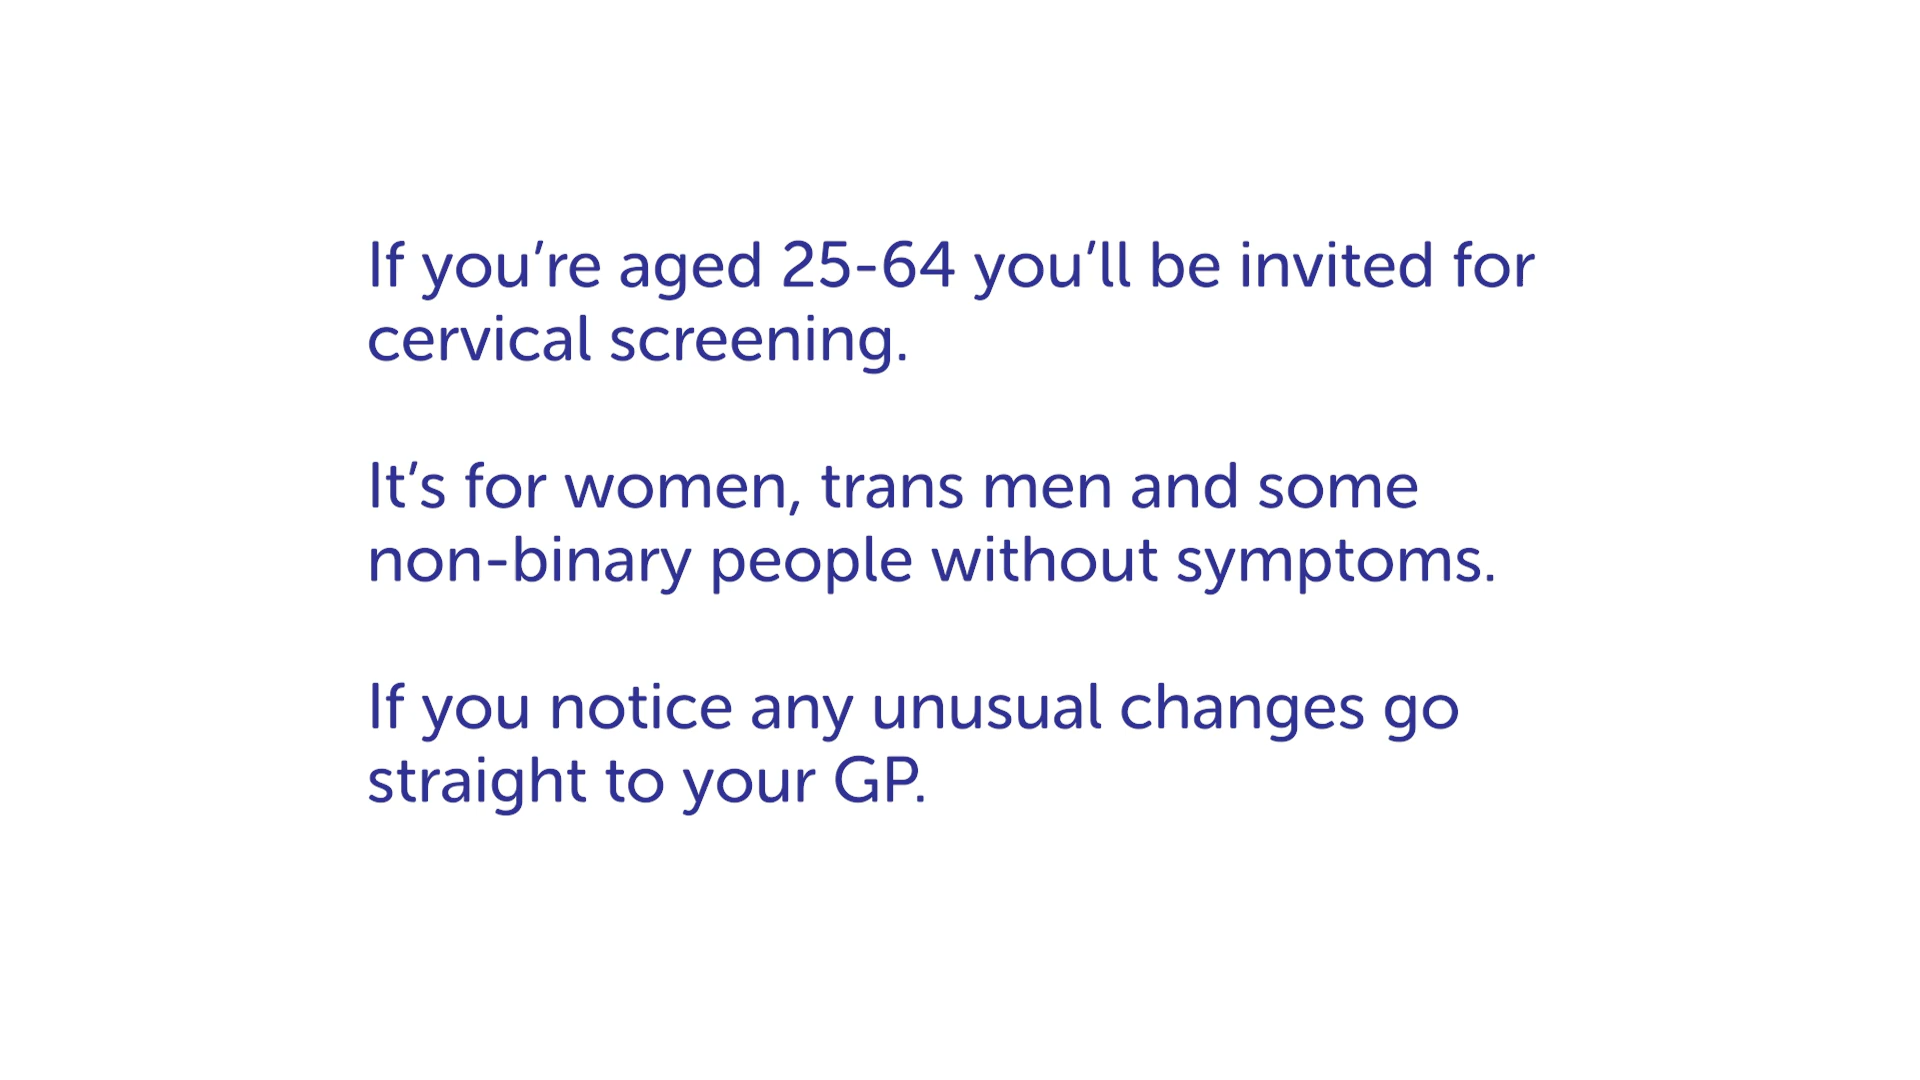 If you’re aged 25-64 you’ll be invited for
cervical screening.
It’s for women, trans men and some
non-binary people without symptoms.
If you notice any unusual changes go
straight to your GP.